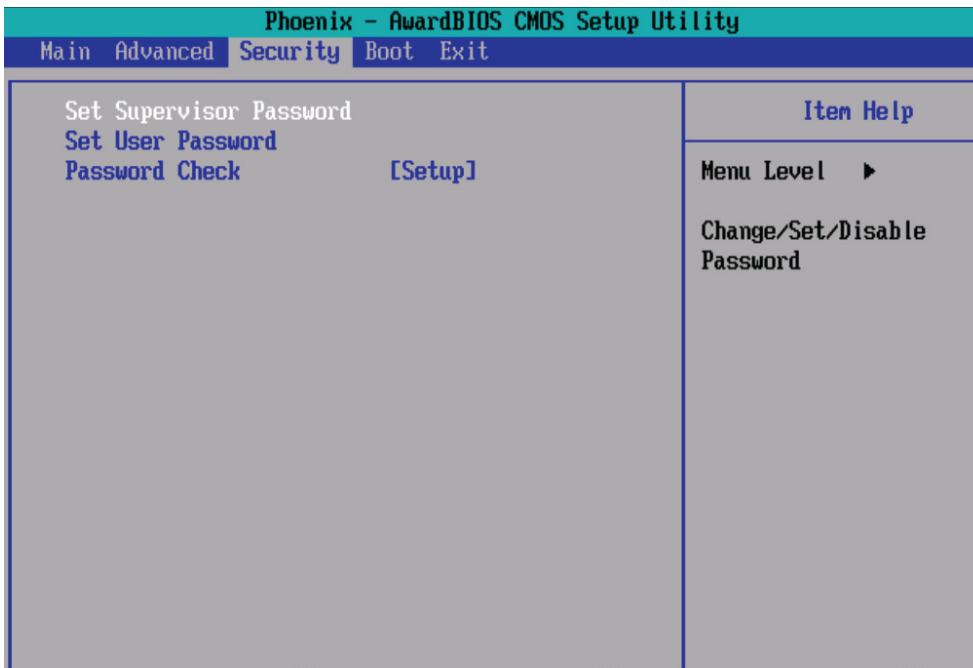 Phoenix - AwardBIOS CMOS Setup Utility
Main Advanced Security Boot Exit
Set Supervisor Password
Set User Password
Password Check [Setup]
Item Help
Menu Level ▶
Change/Set/Disable
Password